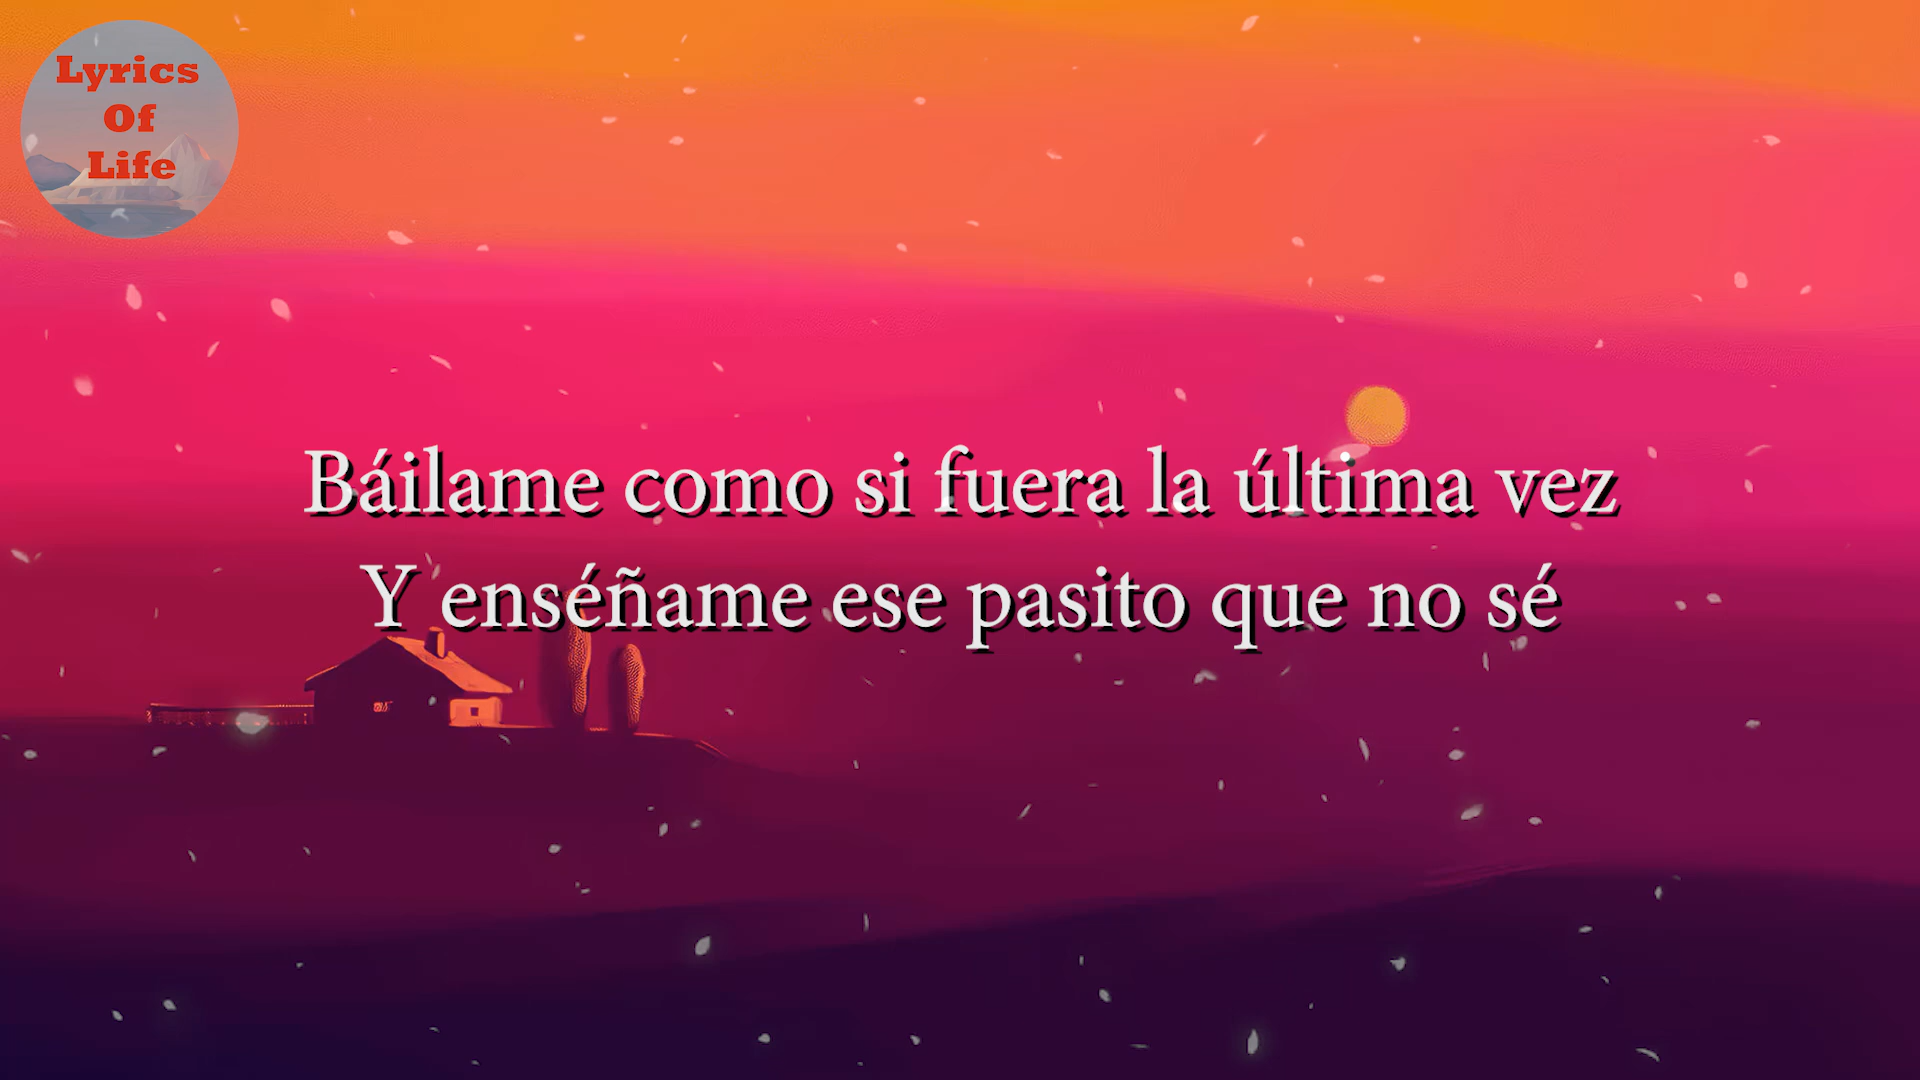 Lyrics
Of
Life
Báilame como si fuera la última vez
Y enséñame ese pasito que no sé